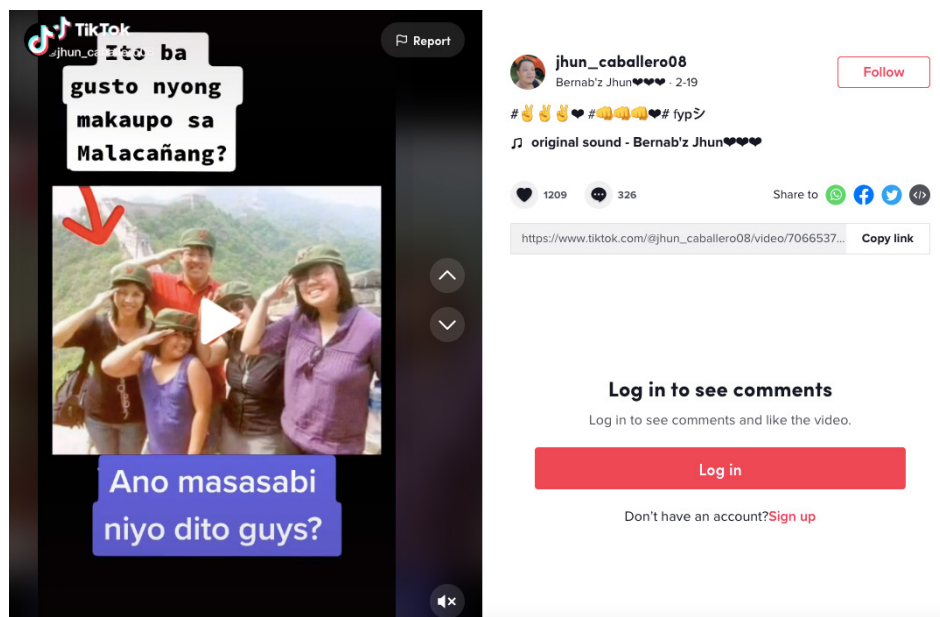 TikTok
Report
Ito ba
gusto nyong
makaupo sa
Malacañang?
Ano masasabi
niyo dito guys?
jhun_caballero08
Follow
Bernab'z Jhun❤❤❤ · 2-19
#✌✌✌❤ #👊👊👊❤# fypシ
♫ original sound - Bernab'z Jhun❤❤❤
1209
326
Share to
https://www.tiktok.com/@jhun_caballero08/video/7066537...
Copy link
Log in to see comments
Log in to see comments and like the video.
Log in
Don't have an account?Sign up